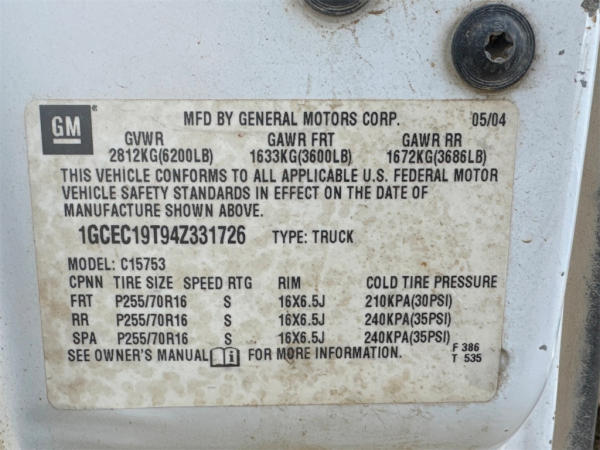 GM
MFD BY GENERAL MOTORS CORP. 05/04
GVWR GAWR FRT GAWR RR
2812KG(6200LB) 1633KG(3600LB) 1672KG(3686LB)
THIS VEHICLE CONFORMS TO ALL APPLICABLE U.S. FEDERAL MOTOR
VEHICLE SAFETY STANDARDS IN EFFECT ON THE DATE OF
MANUFACTURE SHOWN ABOVE.
1GCEC19T94Z331726 TYPE: TRUCK
MODEL: C15753
CPNN TIRE SIZE SPEED RTG RIM COLD TIRE PRESSURE
FRT P255/70R16 S 16X6.5J 210KPA(30PSI)
RR P255/70R16 S 16X6.5J 240KPA(35PSI)
SPA P255/70R16 S 16X6.5J 240KPA(35PSI)
SEE OWNER'S MANUAL i FOR MORE INFORMATION.
F 386
T 535